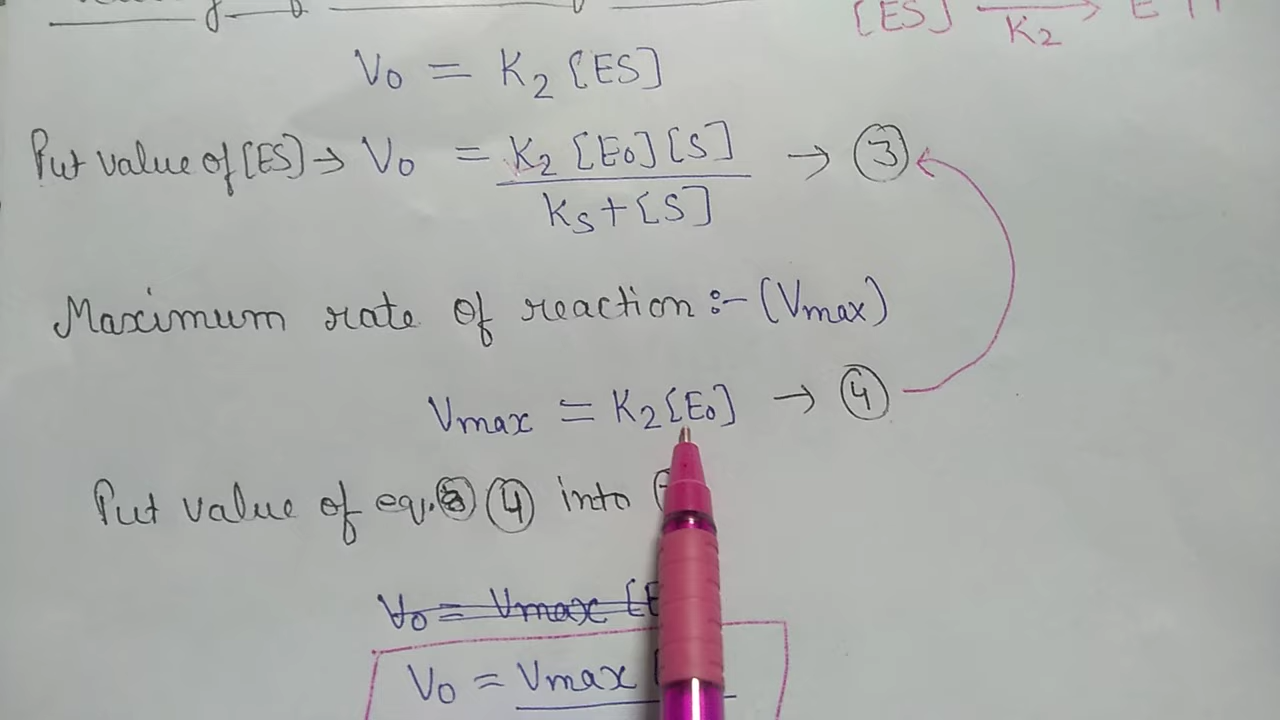 [ES] K2 → E
V0 = K2 [ES]
Put value of [ES] → V0 = K2 [E0] [S] / Ks + [S] → ③
Maximum rate of reaction :- (Vmax)
Vmax = K2 [E0] → ④
Put value of eq. ④ into
V0 = Vmax [E
V0 = Vmax